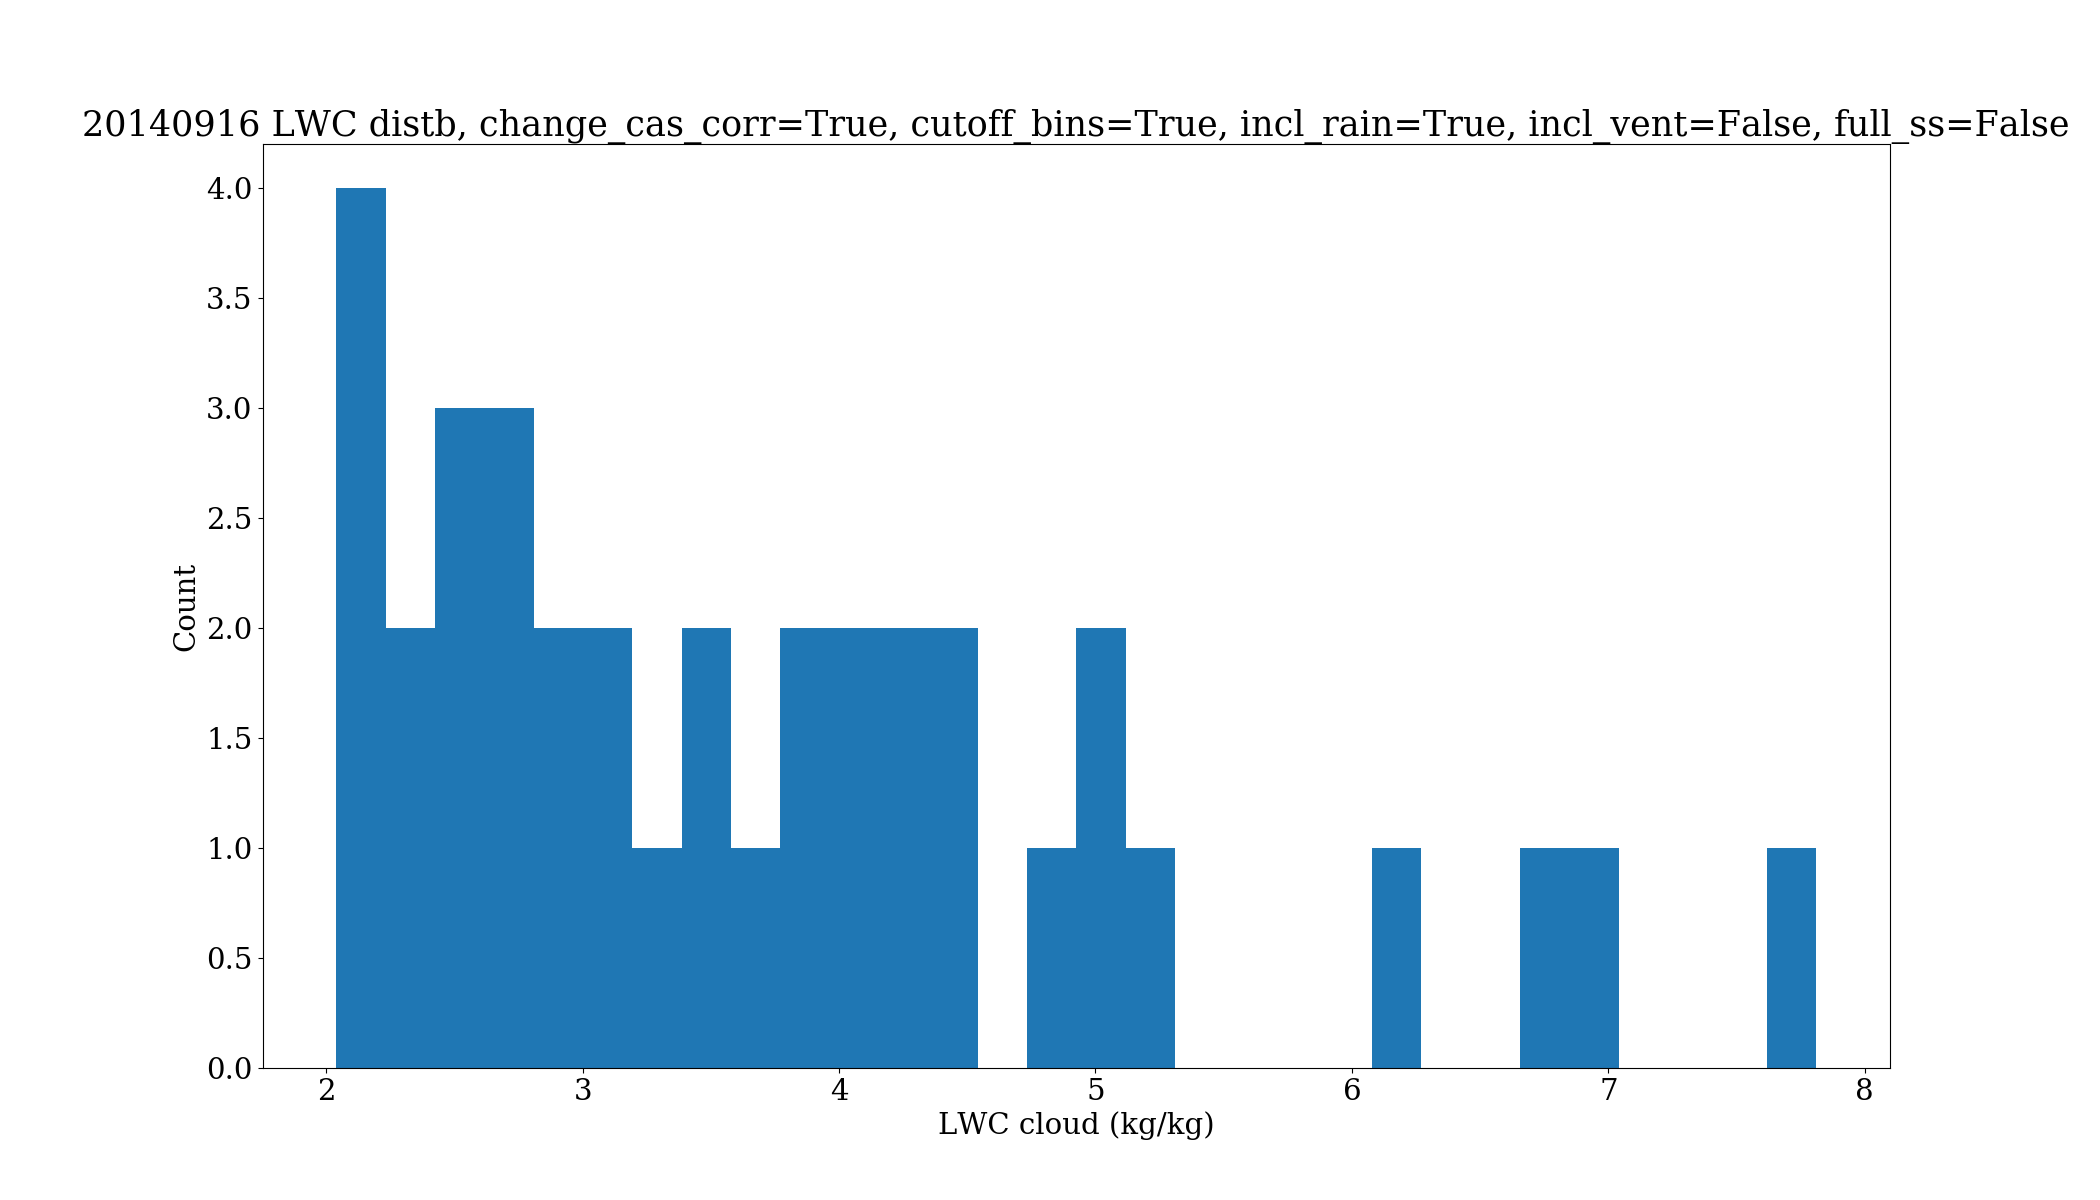 20140916 LWC distb, change_cas_corr=True, cutoff_bins=True, incl_rain=True, incl_vent=False, full_ss=False
4.0
3.5
3.0
2.5
2.0
1.5
1.0
0.5
0.0
Count
2 3 4 5 6 7 8
LWC cloud (kg/kg)